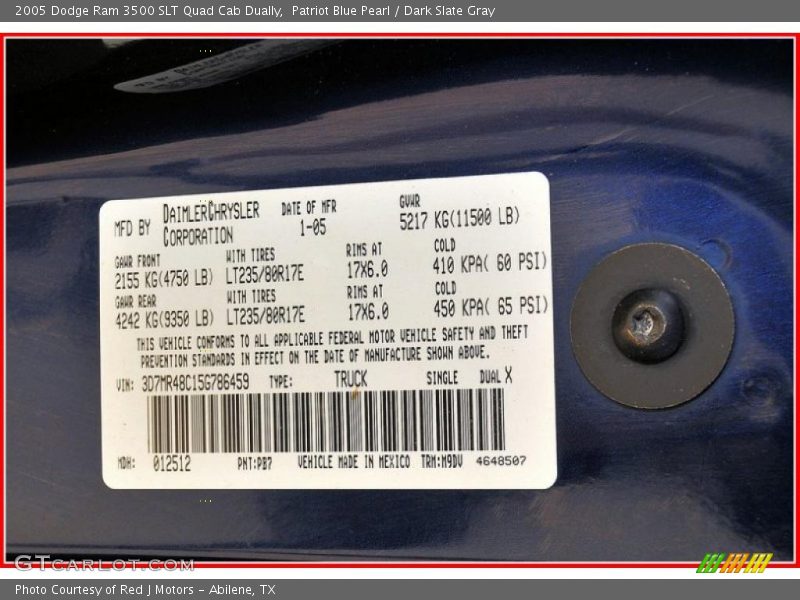 2005 Dodge Ram 3500 SLT Quad Cab Dually,  Patriot Blue Pearl / Dark Slate Gray
MFD BY DAIMLERCHRYSLER CORPORATION DATE OF MFR 1-05 GVWR 5217 KG(11500 LB)
GAWR FRONT WITH TIRES RIMS AT COLD
2155 KG(4750 LB) LT235/80R17E 17X6.0 410 KPA( 60 PSI)
GAWR REAR WITH TIRES RIMS AT COLD
4242 KG(9350 LB) LT235/80R17E 17X6.0 450 KPA( 65 PSI)
THIS VEHICLE CONFORMS TO ALL APPLICABLE FEDERAL MOTOR VEHICLE SAFETY AND THEFT
PREVENTION STANDARDS IN EFFECT ON THE DATE OF MANUFACTURE SHOWN ABOVE.
VIN: 3D7MR48C15G786459 TYPE: TRUCK SINGLE DUAL X
MDH: 012512 PNT:PB7 VEHICLE MADE IN MEXICO TRM:M9DV 4648507
GTCARLOT.COM
Photo Courtesy of Red J Motors – Abilene, TX